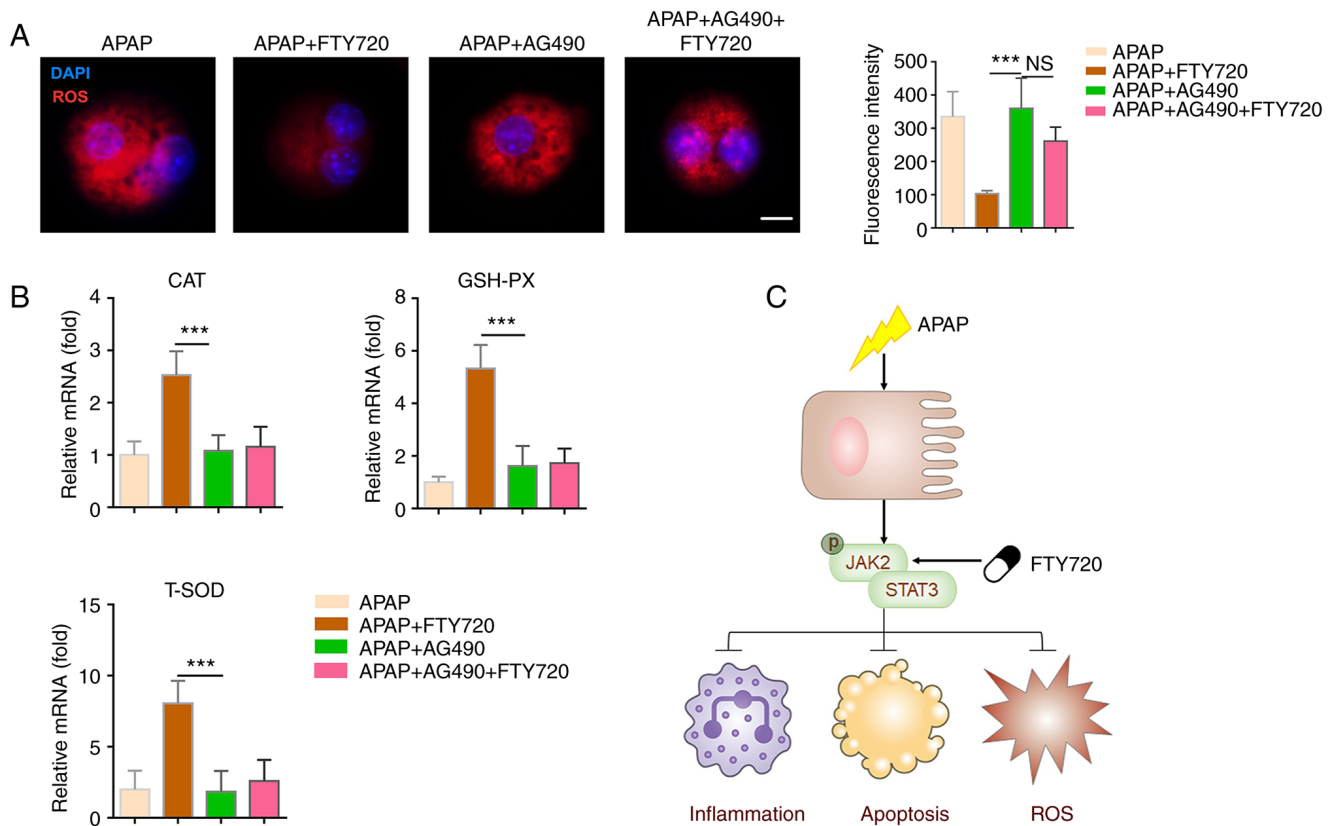 A
APAP
APAP+FTY720
APAP+AG490
APAP+AG490+
FTY720
DAPI
ROS
Fluorescence intensity
500
400
300
200
100
0
*** NS
APAP
APAP+FTY720
APAP+AG490
APAP+AG490+FTY720
B
CAT
Relative mRNA (fold)
4
3
2
1
0
***
GSH-PX
Relative mRNA (fold)
8
6
4
2
0
***
T-SOD
Relative mRNA (fold)
15
10
5
0
***
APAP
APAP+FTY720
APAP+AG490
APAP+AG490+FTY720
C
APAP
p
JAK2
STAT3
FTY720
Inflammation
Apoptosis
ROS